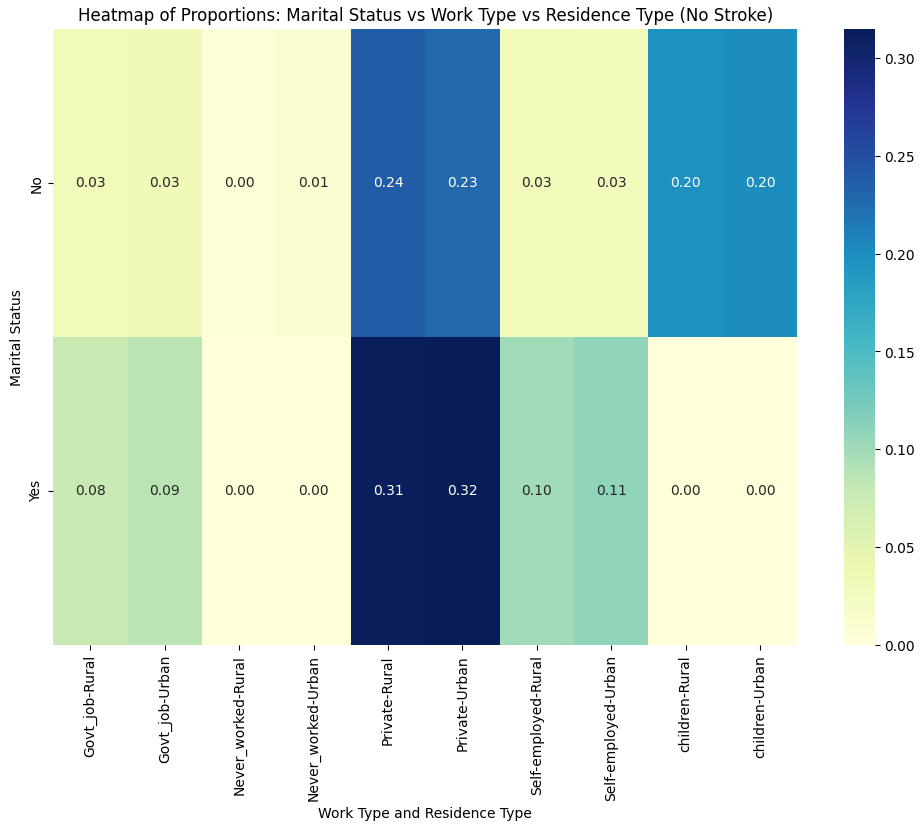 Heatmap of Proportions: Marital Status vs Work Type vs Residence Type (No Stroke)
Marital Status
No
0.03 0.03 0.00 0.01 0.24 0.23 0.03 0.03 0.20 0.20
Yes
0.08 0.09 0.00 0.00 0.31 0.32 0.10 0.11 0.00 0.00
Govt_job-Rural
Govt_job-Urban
Never_worked-Rural
Never_worked-Urban
Private-Rural
Private-Urban
Self-employed-Rural
Self-employed-Urban
children-Rural
children-Urban
Work Type and Residence Type
0.30
0.25
0.20
0.15
0.10
0.05
0.00